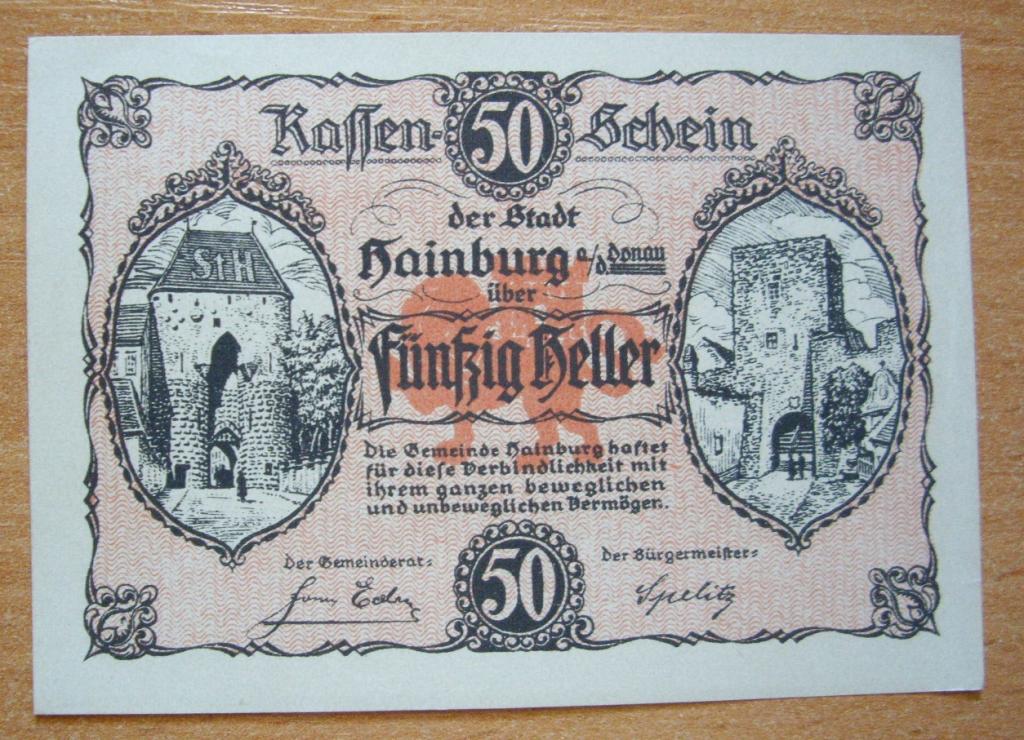 Kassen- 50 Schein
der Stadt
Hainburg a/d. Donau
über
Fünfzig Heller
StH
Die Gemeinde Hainburg haftet
für diese Verbindlichkeit mit
ihrem ganzen beweglichen
und unbeweglichen Vermögen.
Der Gemeinderat:
50
Der Bürgermeister:
Spelitz